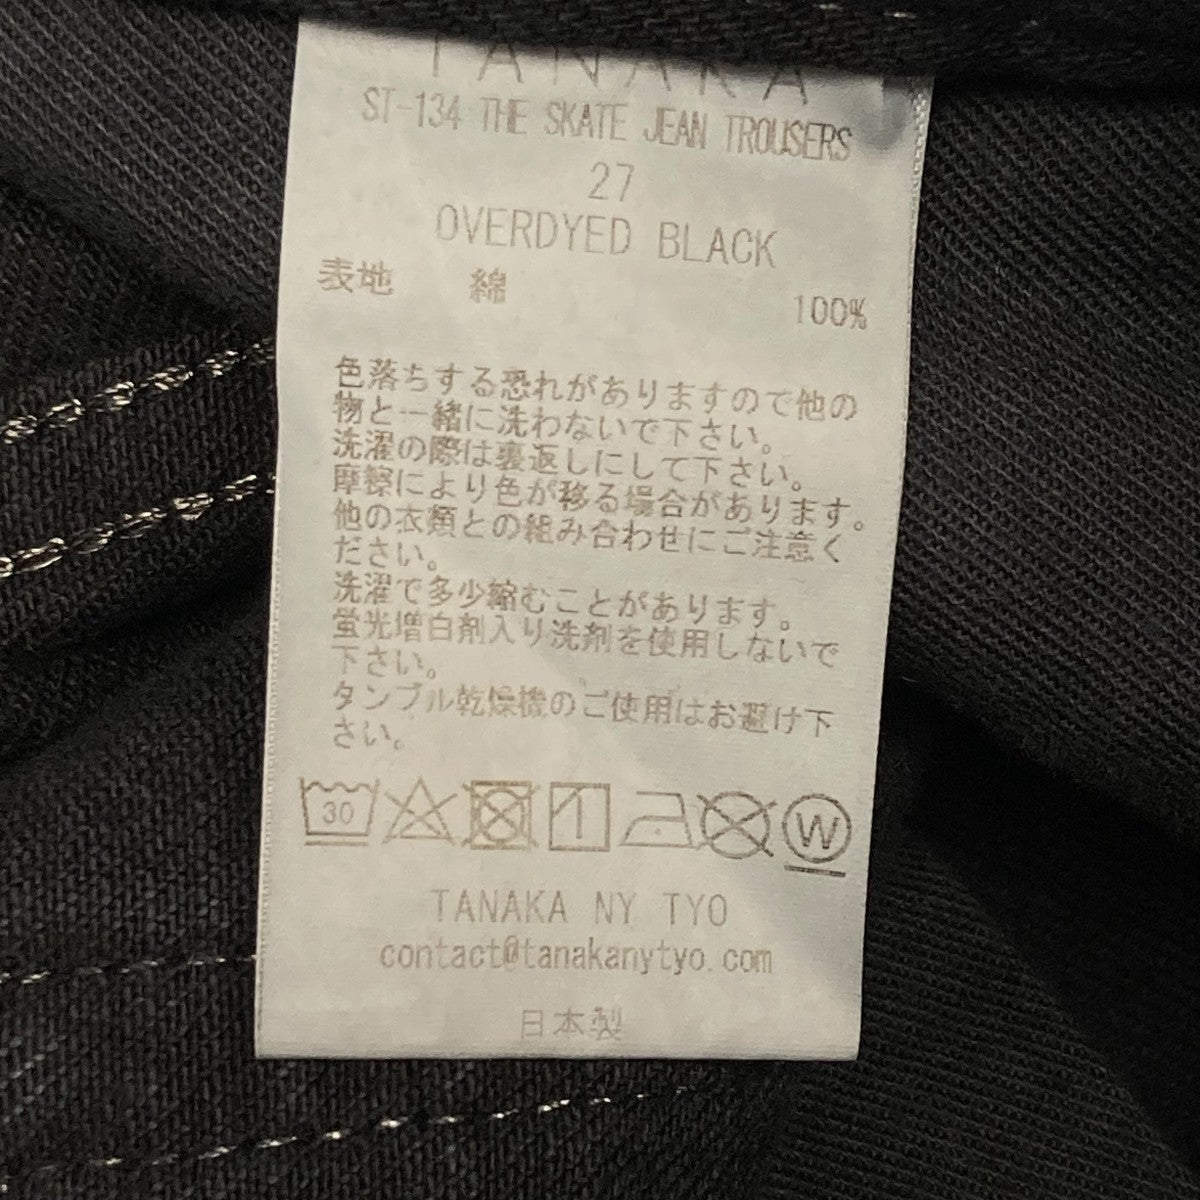 TANAKA
ST-134 THE SKATE JEAN TROUSERS
27
OVERDYED BLACK
表地 綿 100%
色落ちする恐れがありますので他の
物と一緒に洗わないで下さい。
洗濯の際は裏返しにして下さい。
摩擦により色が移る場合があります。
他の衣類との組み合わせにご注意く
ださい。
洗濯で多少縮むことがあります。
蛍光増白剤入り洗剤を使用しないで
下さい。
タンブル乾燥機のご使用はお避け下
さい。
30
W
TANAKA NY TYO
contact@tanakanytyo.com
日本製